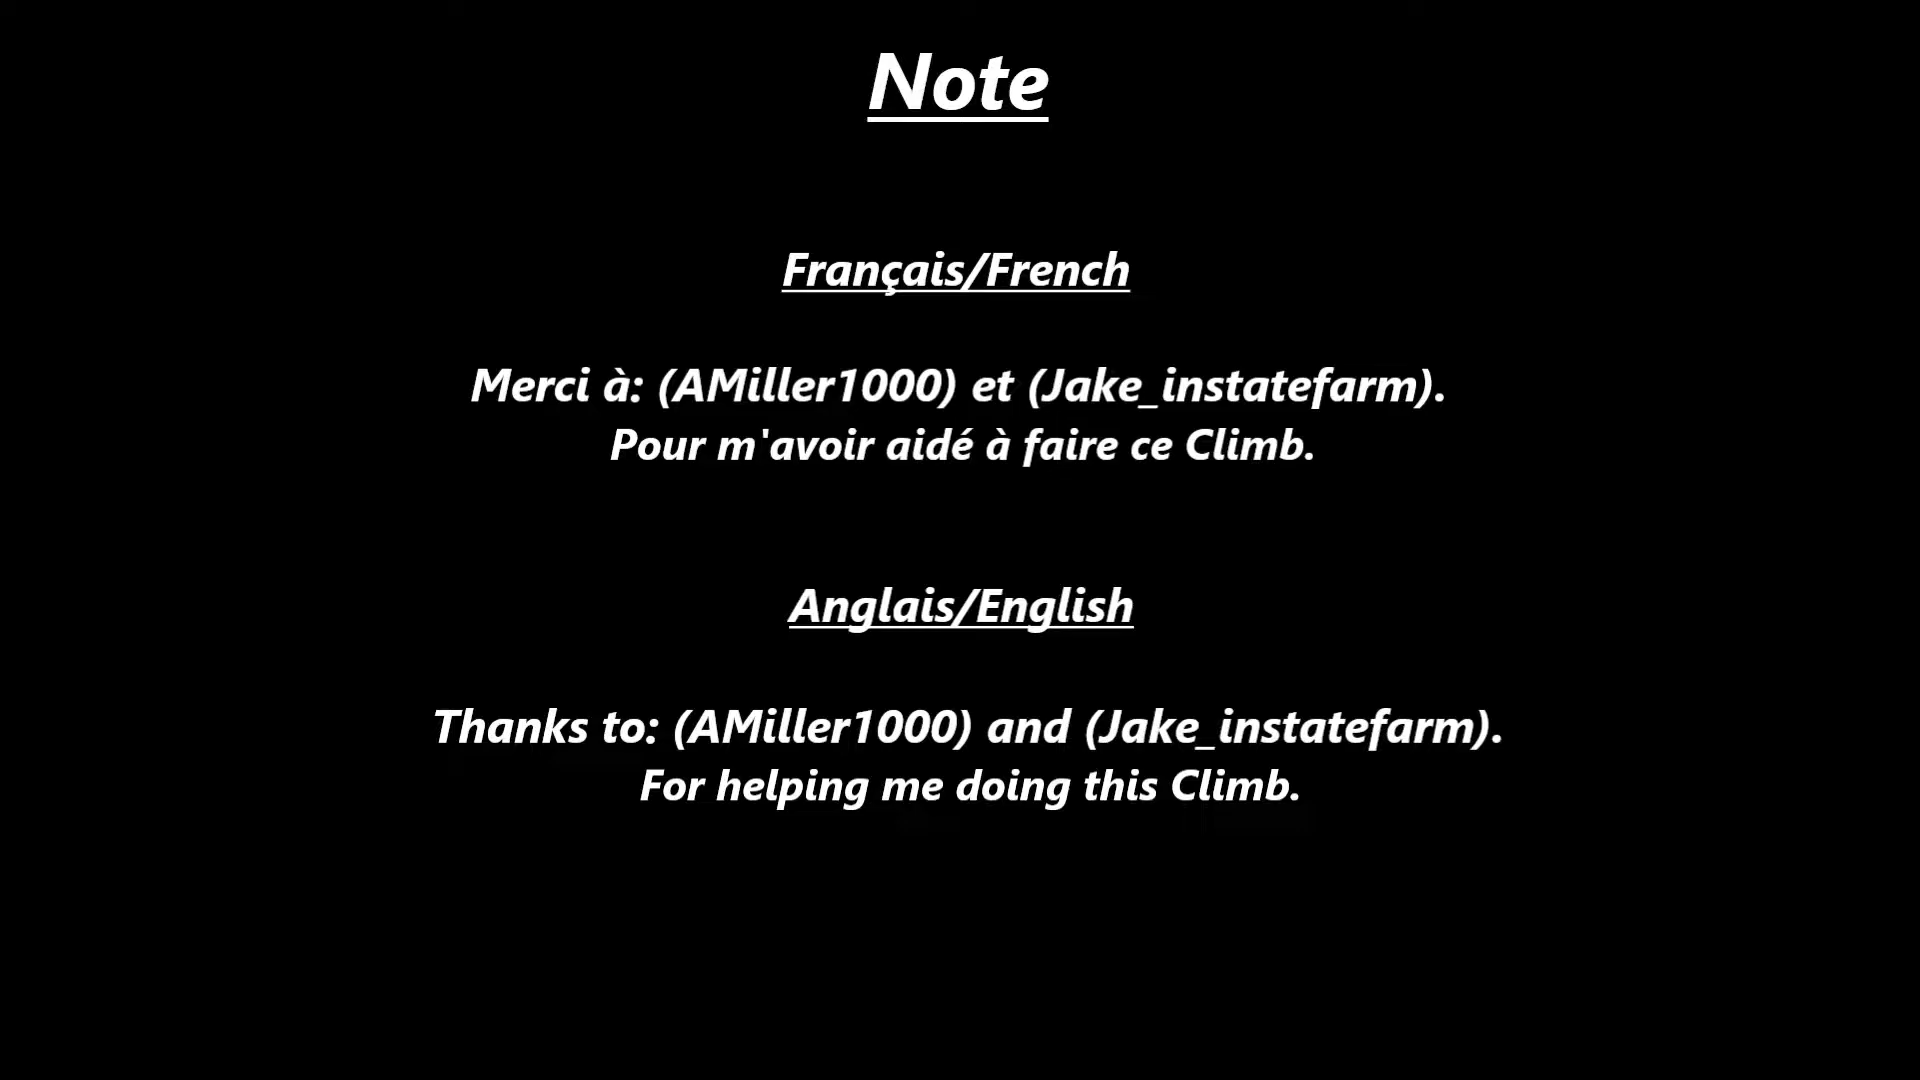 Note
Français/French
Merci à: (AMiller1000) et (Jake_instatefarm).
Pour m'avoir aidé à faire ce Climb.
Anglais/English
Thanks to: (AMiller1000) and (Jake_instatefarm).
For helping me doing this Climb.